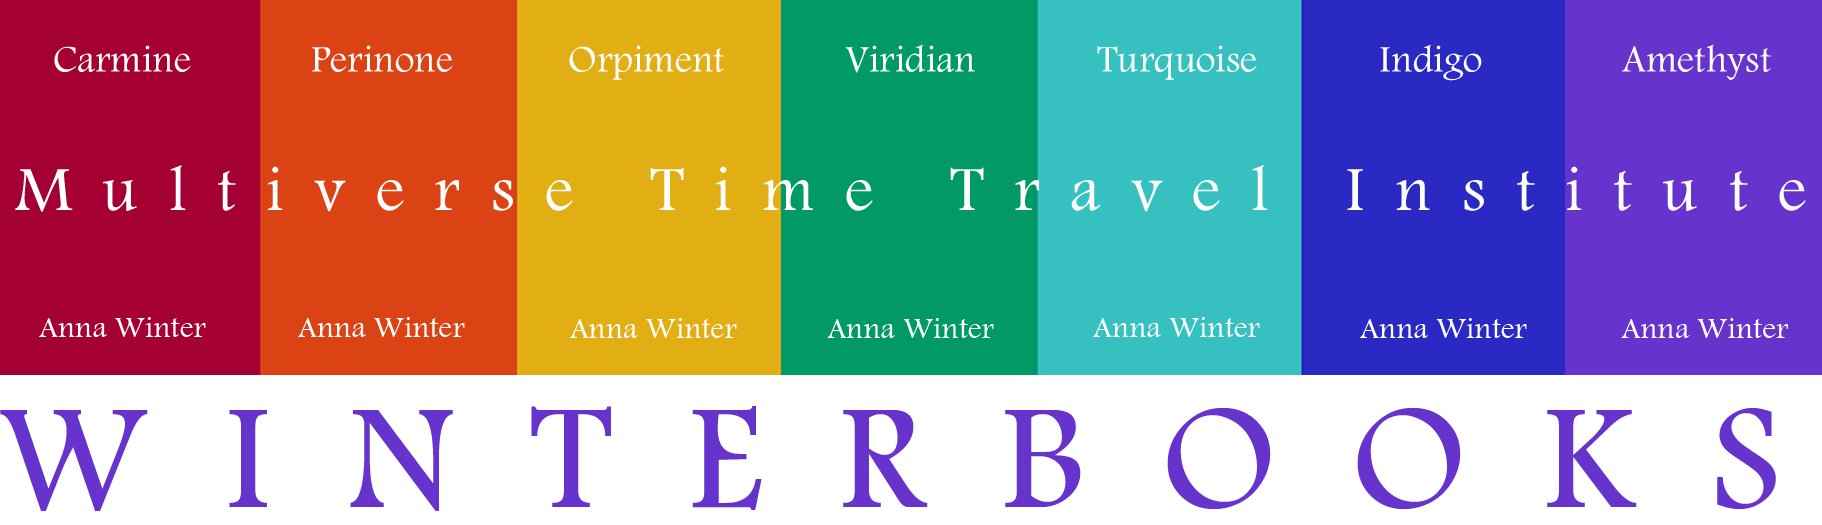 Carmine Perinone Orpiment Viridian Turquoise Indigo Amethyst
Multiverse Time Travel Institute
Anna Winter Anna Winter Anna Winter Anna Winter Anna Winter Anna Winter Anna Winter
WINTERBOOKS